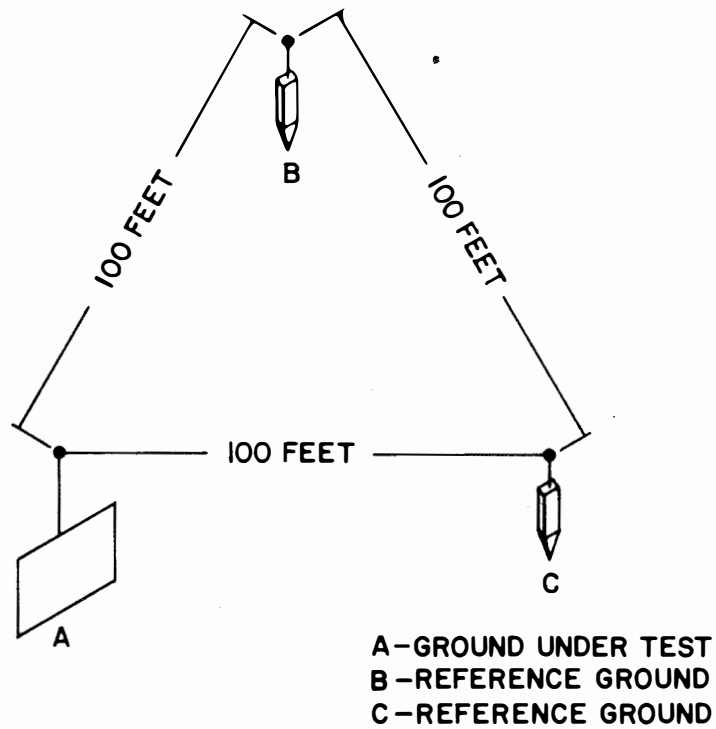 B
100 FEET
100 FEET
100 FEET
C
A
A-GROUND UNDER TEST
B-REFERENCE GROUND
C-REFERENCE GROUND